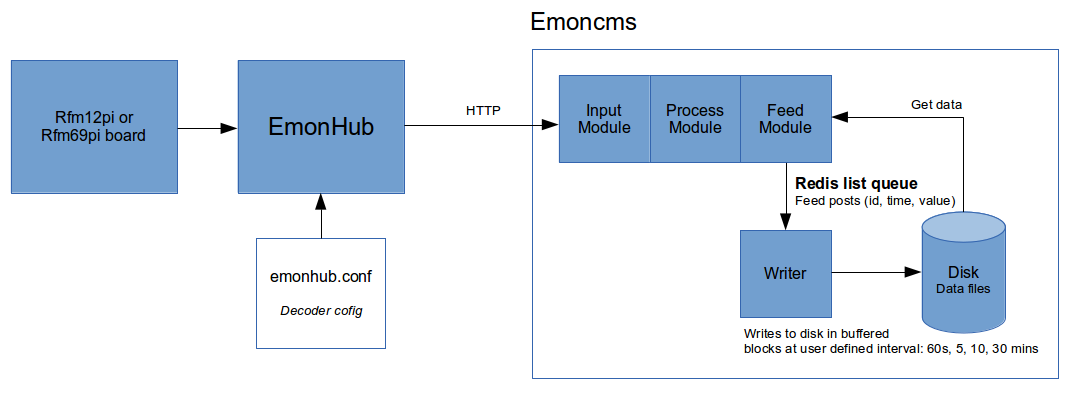 Emoncms
Rfm12pi or
Rfm69pi board
EmonHub
HTTP
Input
Module
Process
Module
Feed
Module
Get data
Redis list queue
Feed posts (id, time, value)
emonhub.conf
Decoder cofig
Writer
Disk
Data files
Writes to disk in buffered
blocks at user defined interval: 60s, 5, 10, 30 mins